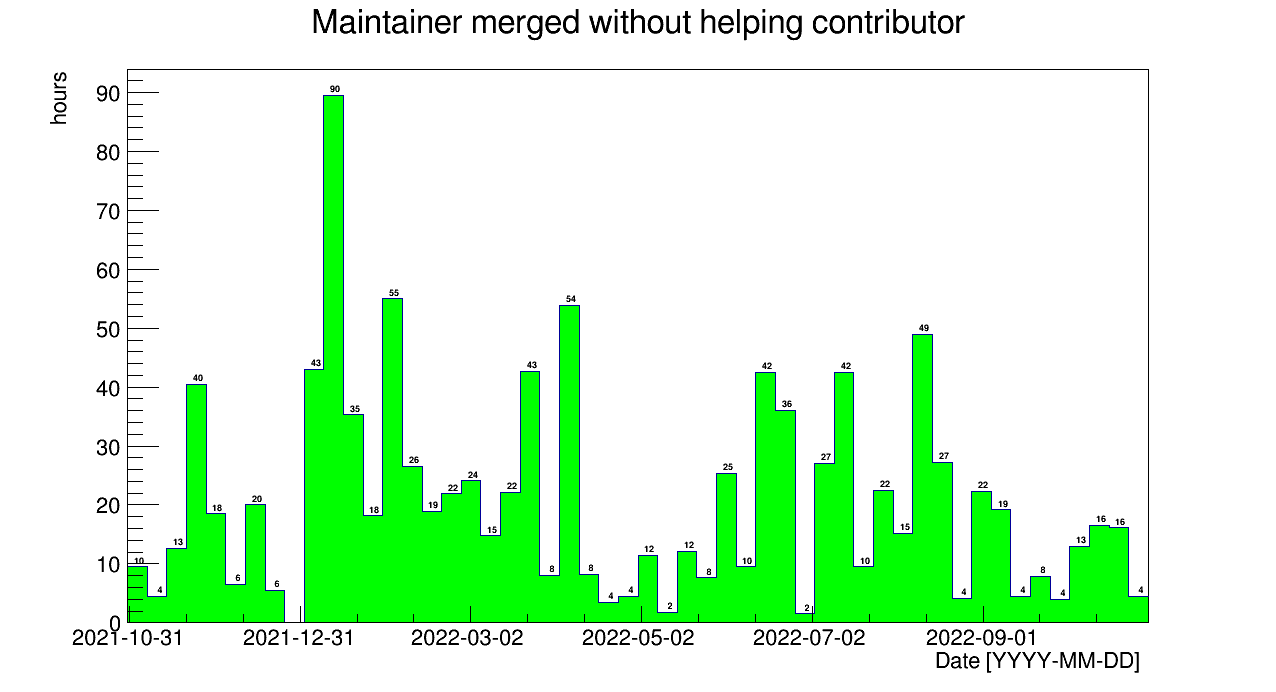 Maintainer merged without helping contributor
hours
90
80
70
60
50
40
30
20
10
0
10 4 13 40 18 6 20 6 43 90 35 18 55 26 19 22 24 15 22 43 8 54 8 4 4 12 2 12 8 25 10 42 36 2 27 42 10 22 15 49 27 4 22 19 4 8 4 13 16 16 4
2021-10-31 2021-12-31 2022-03-02 2022-05-02 2022-07-02 2022-09-01
Date [YYYY-MM-DD]